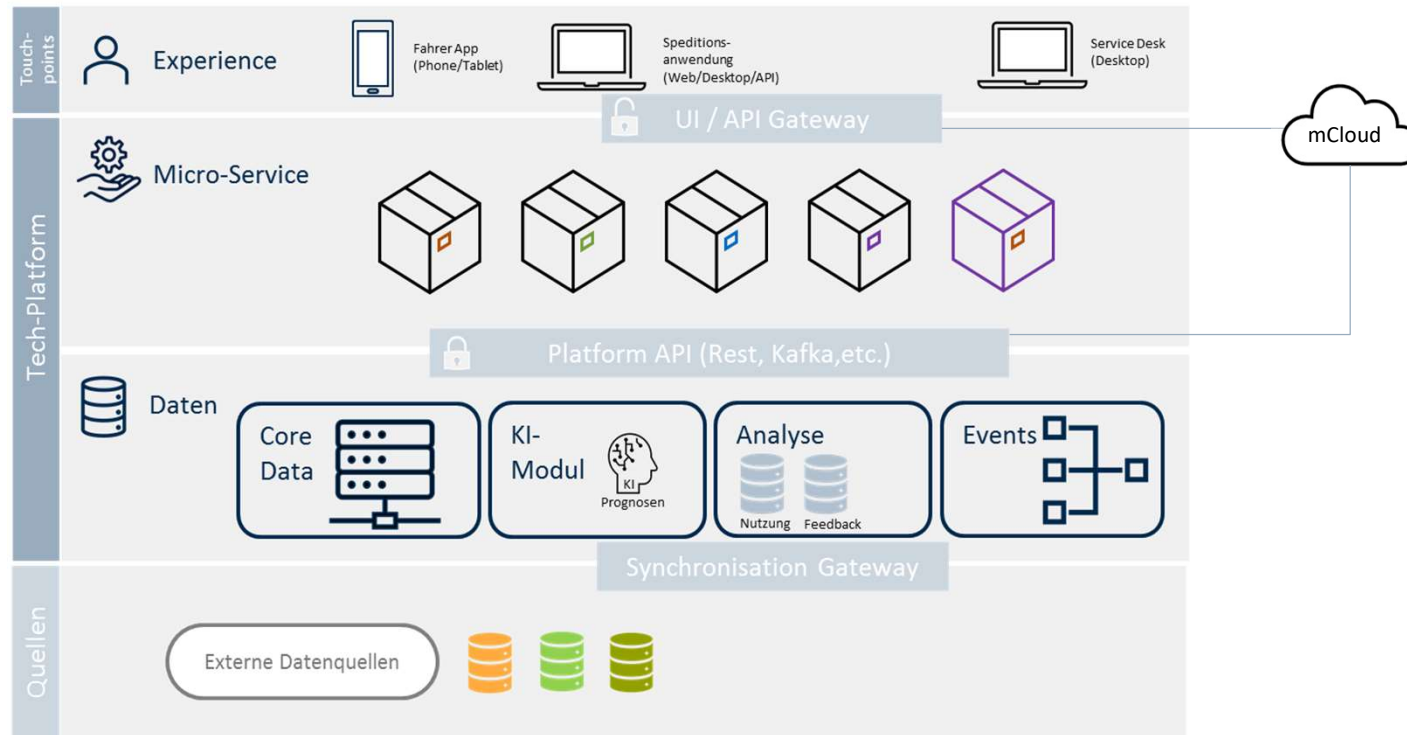 Touch-
points
Experience
Fahrer App
(Phone/Tablet)
Speditions-
anwendung
(Web/Desktop/API)
Service Desk
(Desktop)
UI / API Gateway
mCloud
Tech-Platform
Micro-Service
Platform API (Rest, Kafka,etc.)
Daten
Core
Data
KI-
Modul
KI
Prognosen
Analyse
Nutzung
Feedback
Events
Synchronisation Gateway
Quellen
Externe Datenquellen